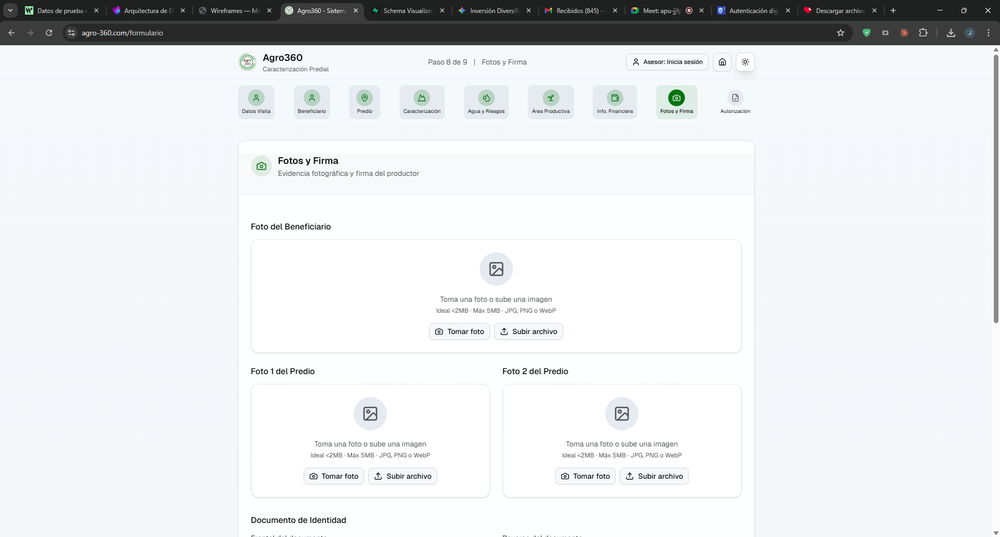 Datos de prueba
Arquitectura de D
Wireframes — Mó
Agro360 - Sistema
Schema Visualizer
Inversión Diversifi
Recibidos (845) -
Meet: apu-jjfp
Autenticación dig
Descargar archivo
agro-360.com/formulario
J
Agro360
Caracterización Predial
Paso 8 de 9 | Fotos y Firma
Asesor: Inicia sesión
Datos Visita
Beneficiario
Predio
Caracterización
Agua y Riesgos
Área Productiva
Info. Financiera
Fotos y Firma
Autorización
Fotos y Firma
Evidencia fotográfica y firma del productor
Foto del Beneficiario
Toma una foto o sube una imagen
Ideal <2MB · Máx 5MB · JPG, PNG o WebP
Tomar foto
Subir archivo
Foto 1 del Predio
Foto 2 del Predio
Toma una foto o sube una imagen
Toma una foto o sube una imagen
Ideal <2MB · Máx 5MB · JPG, PNG o WebP
Ideal <2MB · Máx 5MB · JPG, PNG o WebP
Tomar foto
Subir archivo
Tomar foto
Subir archivo
Documento de Identidad